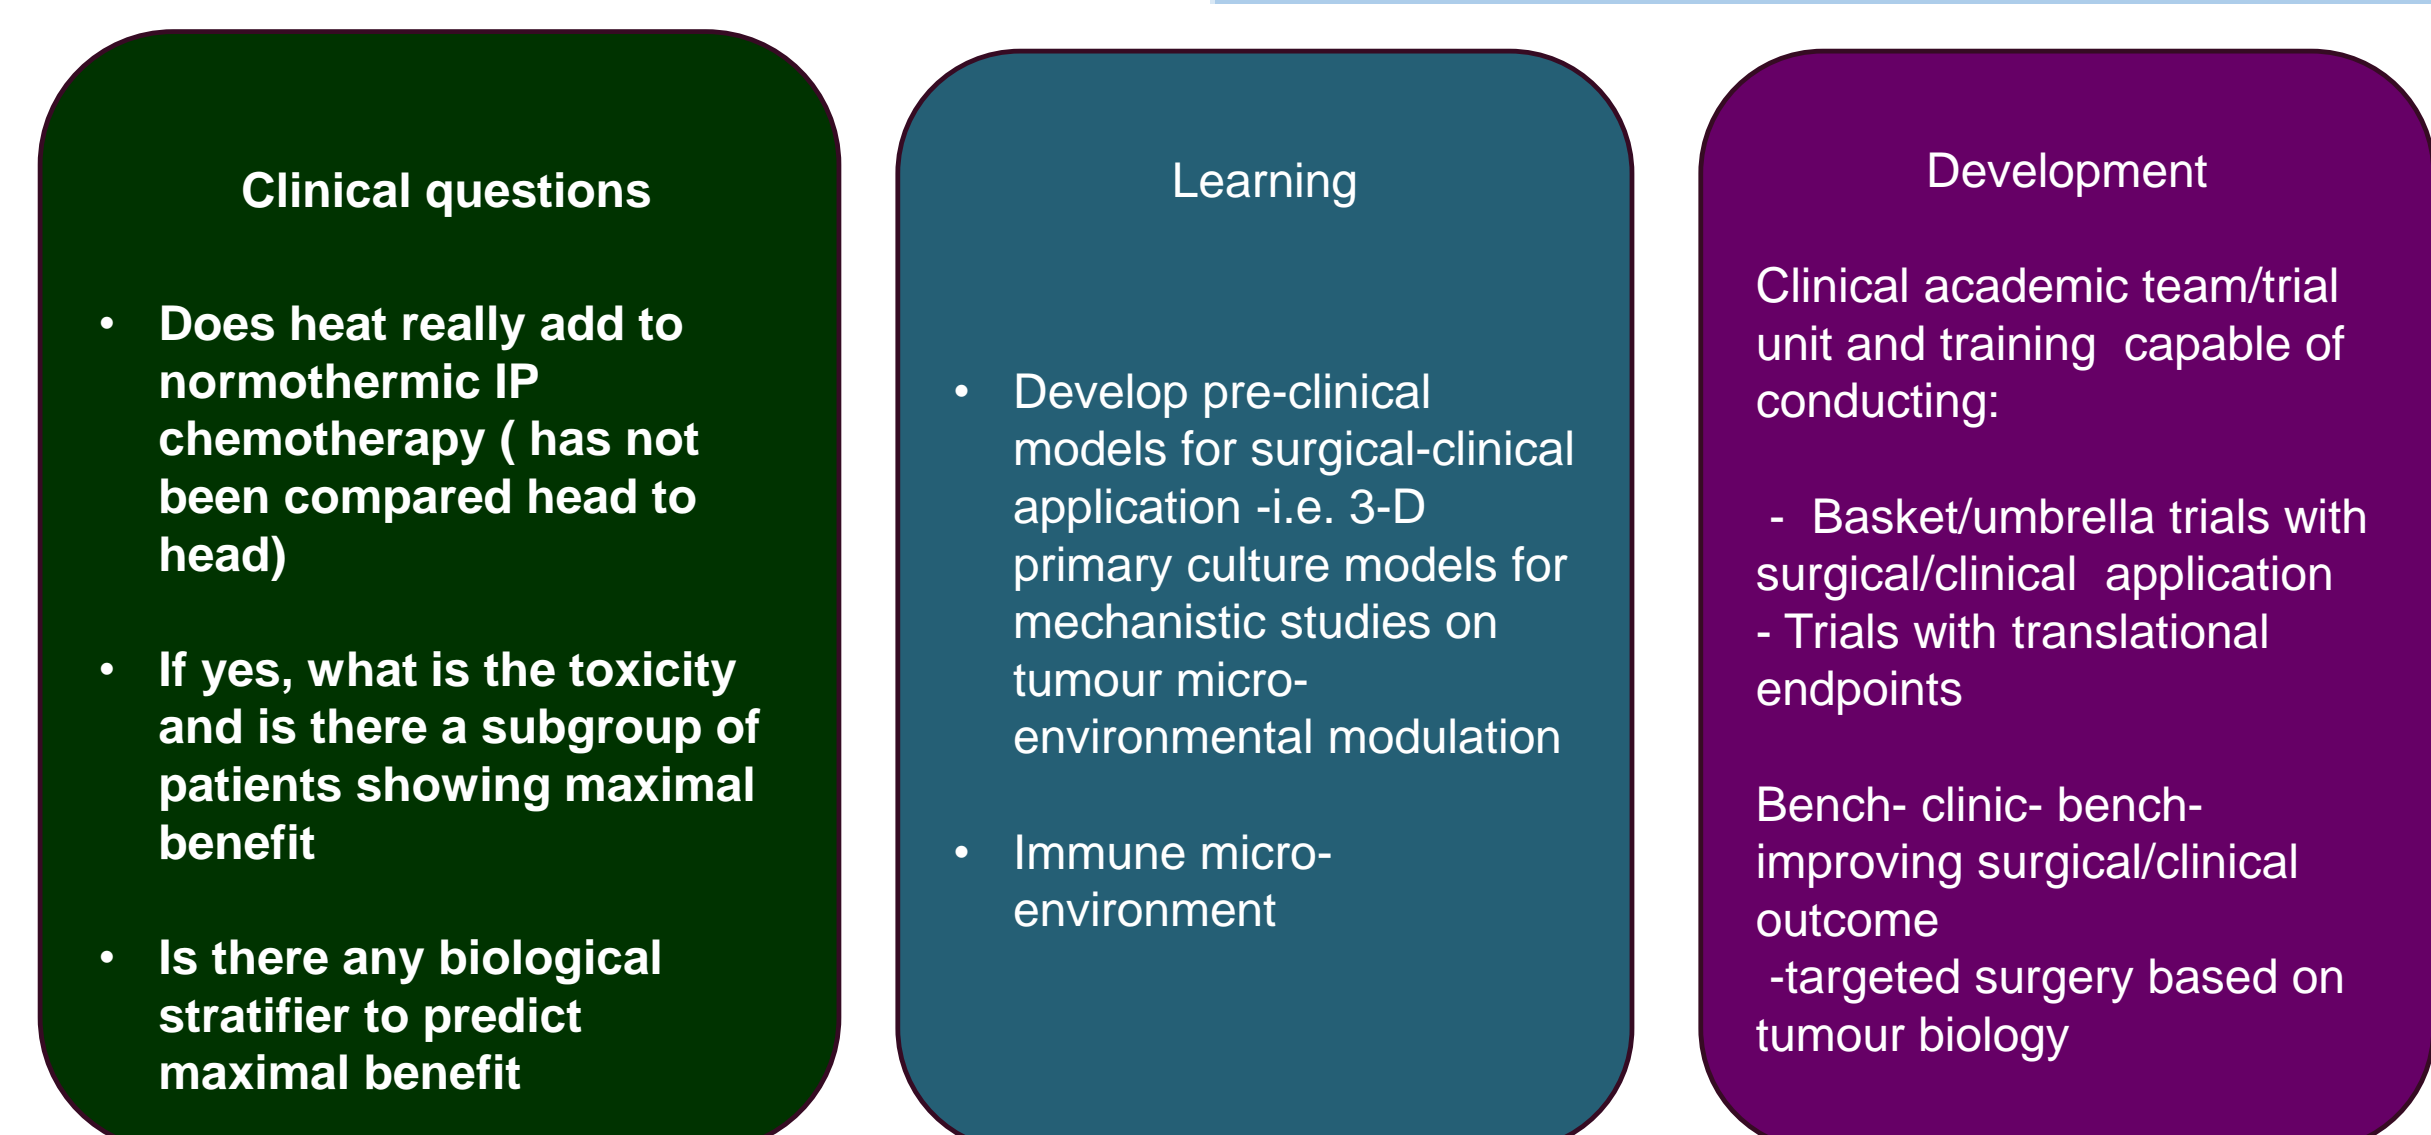 Clinical questions
• Does heat really add to
normothermic IP
chemotherapy ( has not
been compared head to
head)
• If yes, what is the toxicity
and is there a subgroup of
patients showing maximal
benefit
• Is there any biological
stratifier to predict
maximal benefit
Learning
• Develop pre-clinical
models for surgical-clinical
application -i.e. 3-D
primary culture models for
mechanistic studies on
tumour micro-
environmental modulation
• Immune micro-
environment
Development
Clinical academic team/trial
unit and training  capable of
conducting:
-  Basket/umbrella trials with
surgical/clinical  application
- Trials with translational
endpoints
Bench- clinic- bench-
improving surgical/clinical
outcome
-targeted surgery based on
tumour biology